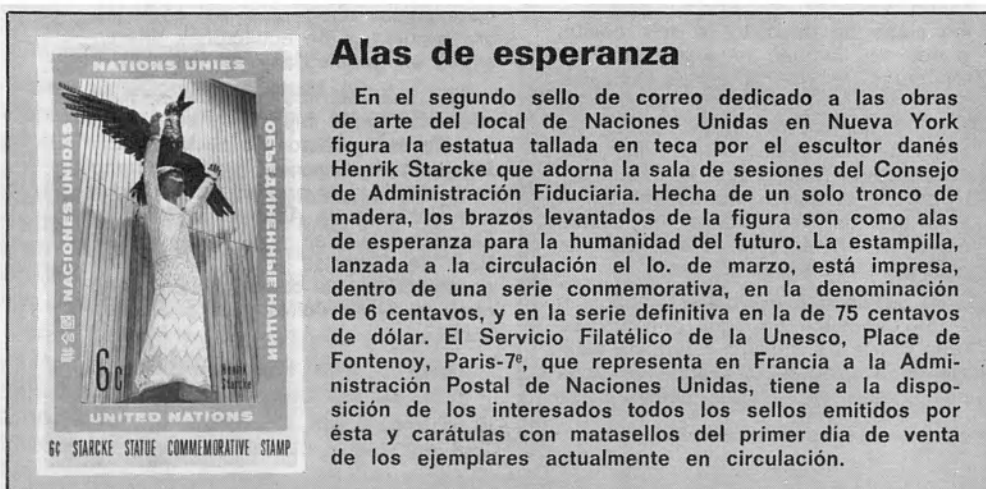 Alas de esperanza
En el segundo sello de correo dedicado a las obras
de arte del local de Naciones Unidas en Nueva York
figura la estatua tallada en teca por el escultor danés
Henrik Starcke que adorna la sala de sesiones del Consejo
de Administración Fiduciaria. Hecha de un solo tronco de
madera, los brazos levantados de la figura son como alas
de esperanza para la humanidad del futuro. La estampilla,
lanzada a la circulación el lo. de marzo, está impresa,
dentro de una serie conmemorativa, en la denominación
de 6 centavos, y en la serie definitiva en la de 75 centavos
de dólar. El Servicio Filatélico de la Unesco, Place de
Fontenoy, Paris-7ᵉ, que representa en Francia a la Admi-
nistración Postal de Naciones Unidas, tiene a la dispo-
sición de los interesados todos los sellos emitidos por
ésta y carátulas con matasellos del primer día de venta
de los ejemplares actualmente en circulación.
NATIONS UNIES
NACIONES UNIDAS
ОБЪЕДИНЕННЫЕ НАЦИИ
6c
Henrik
Starcke
UNITED NATIONS
6¢ STARCKE STATUE COMMEMORATIVE STAMP